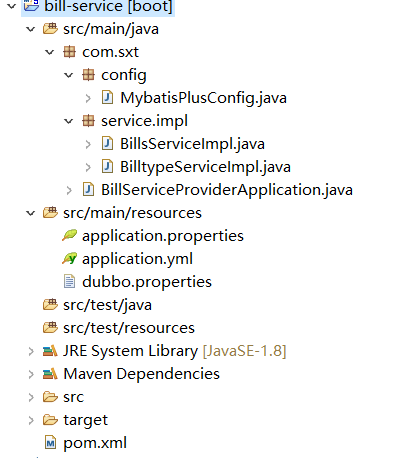 bill-service [boot]
src/main/java
com.sxt
config
MybatisPlusConfig.java
service.impl
BillsServiceImpl.java
BilltypeServiceImpl.java
BillServiceProviderApplication.java
src/main/resources
application.properties
application.yml
dubbo.properties
src/test/java
src/test/resources
JRE System Library [JavaSE-1.8]
Maven Dependencies
src
target
pom.xml